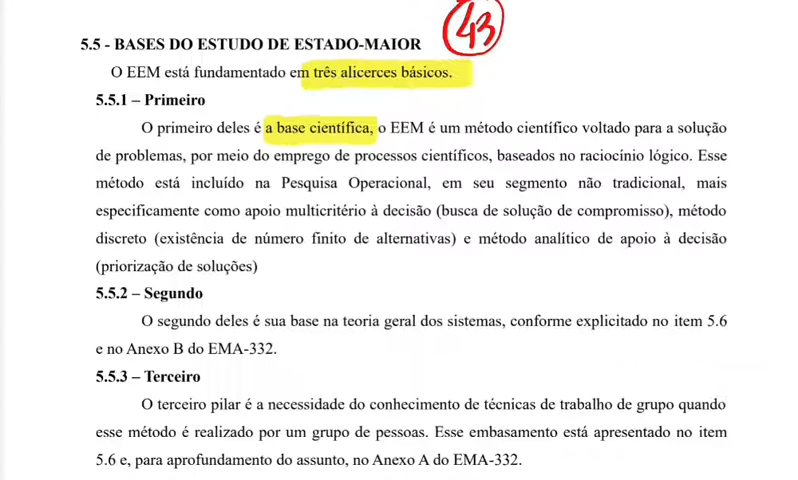 43
5.5 - BASES DO ESTUDO DE ESTADO-MAIOR
O EEM está fundamentado em três alicerces básicos.
5.5.1 – Primeiro
O primeiro deles é a base científica, o EEM é um método científico voltado para a solução
de problemas, por meio do emprego de processos científicos, baseados no raciocínio lógico. Esse
método está incluído na Pesquisa Operacional, em seu segmento não tradicional, mais
especificamente como apoio multicritério à decisão (busca de solução de compromisso), método
discreto (existência de número finito de alternativas) e método analítico de apoio à decisão
(priorização de soluções)
5.5.2 – Segundo
O segundo deles é sua base na teoria geral dos sistemas, conforme explicitado no item 5.6
e no Anexo B do EMA-332.
5.5.3 – Terceiro
O terceiro pilar é a necessidade do conhecimento de técnicas de trabalho de grupo quando
esse método é realizado por um grupo de pessoas. Esse embasamento está apresentado no item
5.6 e, para aprofundamento do assunto, no Anexo A do EMA-332.